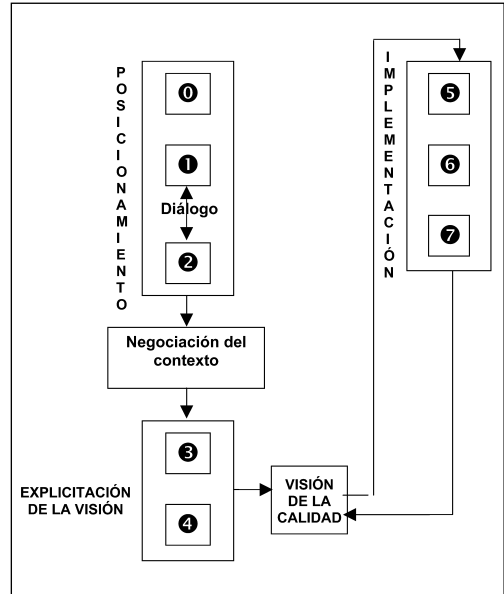 POSICIONAMIENTO
0
1
Diálogo
2
Negociación del
contexto
3
4
EXPLICITACIÓN
DE LA VISIÓN
VISIÓN
DE LA
CALIDAD
IMPLEMENTACIÓN
5
6
7